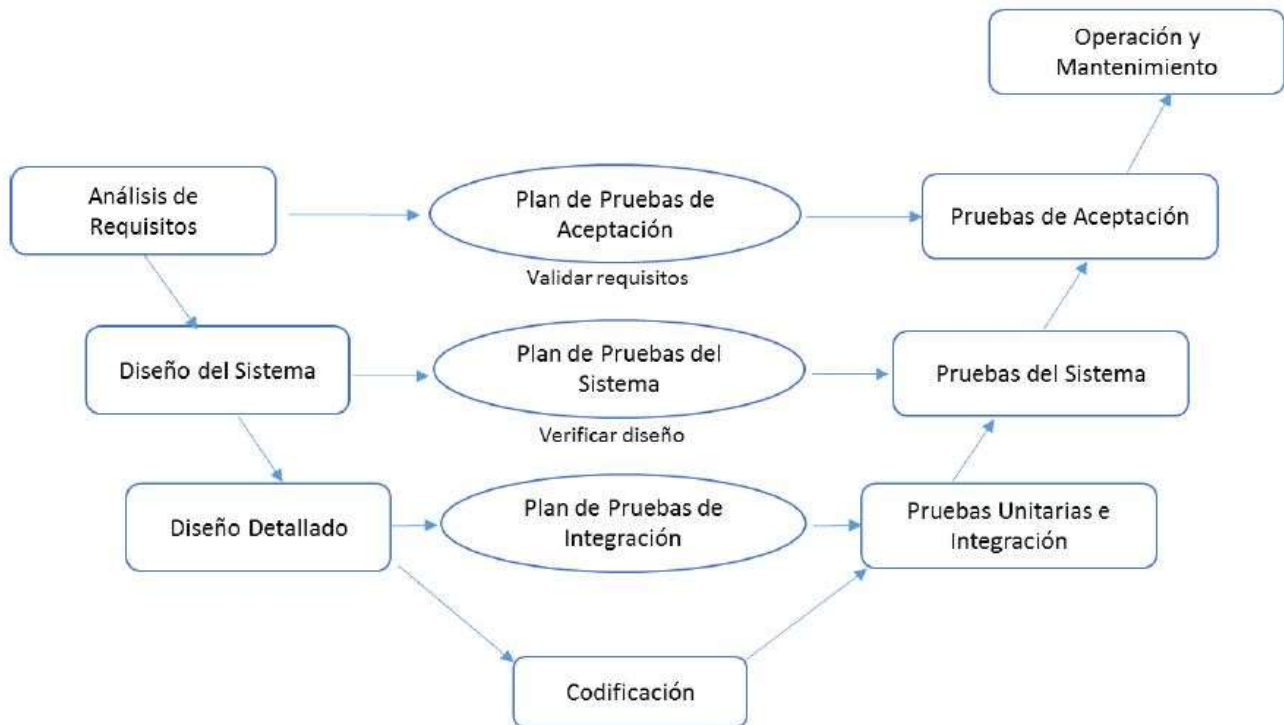 Operación y
Mantenimiento
Análisis de
Requisitos
Plan de Pruebas de
Aceptación
Pruebas de Aceptación
Validar requisitos
Diseño del Sistema
Plan de Pruebas del
Sistema
Pruebas del Sistema
Verificar diseño
Diseño Detallado
Plan de Pruebas de
Integración
Pruebas Unitarias e
Integración
Codificación